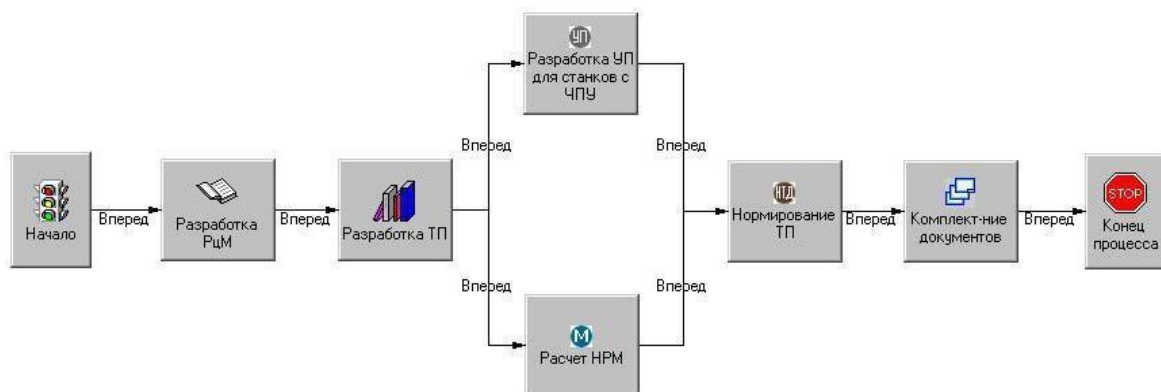 УП
Разработка УП
для станков с
ЧПУ
Вперед
Вперед
Начало
Вперед
Разработка
РцМ
Вперед
Разработка ТП
НТД
Нормирование
ТП
Вперед
Комплект-ние
документов
Вперед
STOP
Конец
процесса
Вперед
Вперед
М
Расчет НРМ